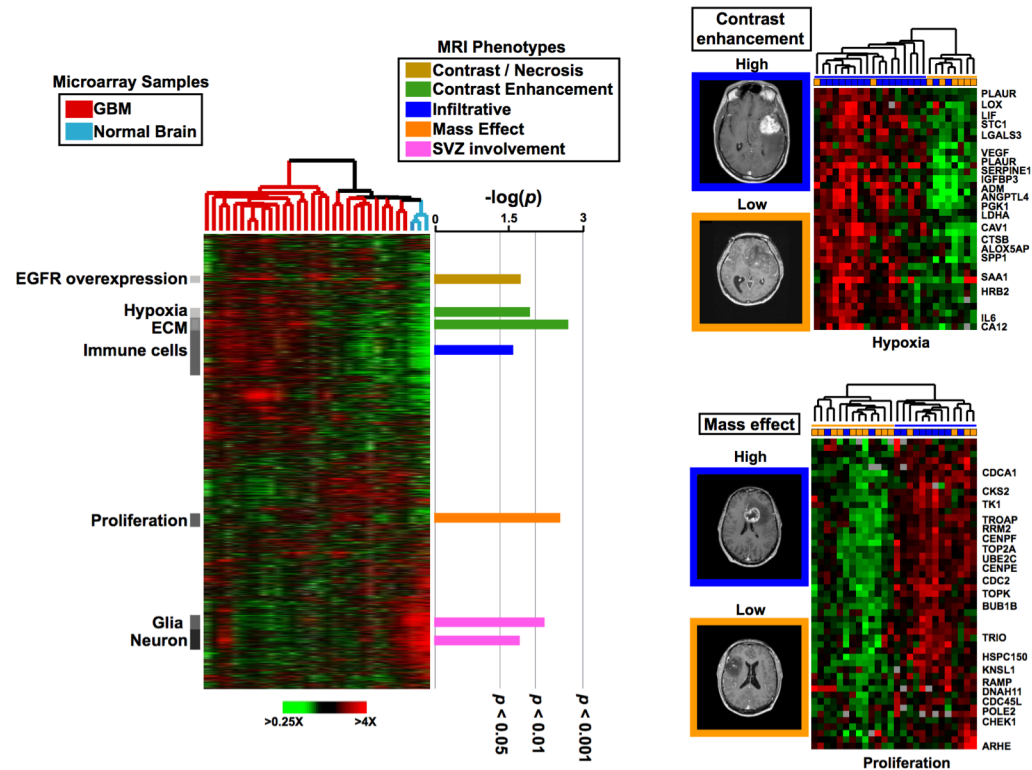 Microarray Samples
GBM
Normal Brain
MRI Phenotypes
Contrast / Necrosis
Contrast Enhancement
Infiltrative
Mass Effect
SVZ involvement
-log(p)
0 1.5 3
EGFR overexpression
Hypoxia
ECM
Immune cells
Proliferation
Glia
Neuron
>0.25X >4X
p < 0.05
p < 0.01
p < 0.001
Contrast
enhancement
High
Low
PLAUR
LOX
LIF
STC1
LGALS3
VEGF
PLAUR
SERPINE1
IGFBP3
ADM
ANGPTL4
PGK1
LDHA
CAV1
CTSB
ALOX5AP
SPP1
SAA1
HRB2
IL6
CA12
Hypoxia
Mass effect
High
Low
CDCA1
CKS2
TK1
TROAP
RRM2
CENPF
TOP2A
UBE2C
CENPE
CDC2
TOPK
BUB1B
TRIO
HSPC150
KNSL1
RAMP
DNAH11
CDC45L
POLE2
CHEK1
ARHE
Proliferation